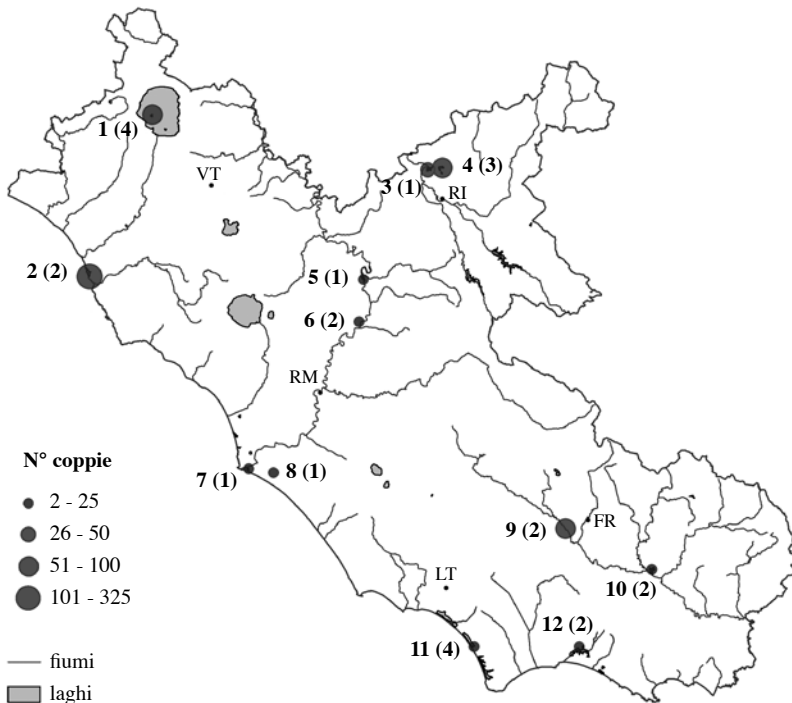 1 (4)
VT
3 (1)
4 (3)
RI
2 (2)
5 (1)
6 (2)
RM
N° coppie
2 - 25
26 - 50
51 - 100
101 - 325
fiumi
laghi
7 (1)
8 (1)
9 (2)
FR
10 (2)
LT
11 (4)
12 (2)